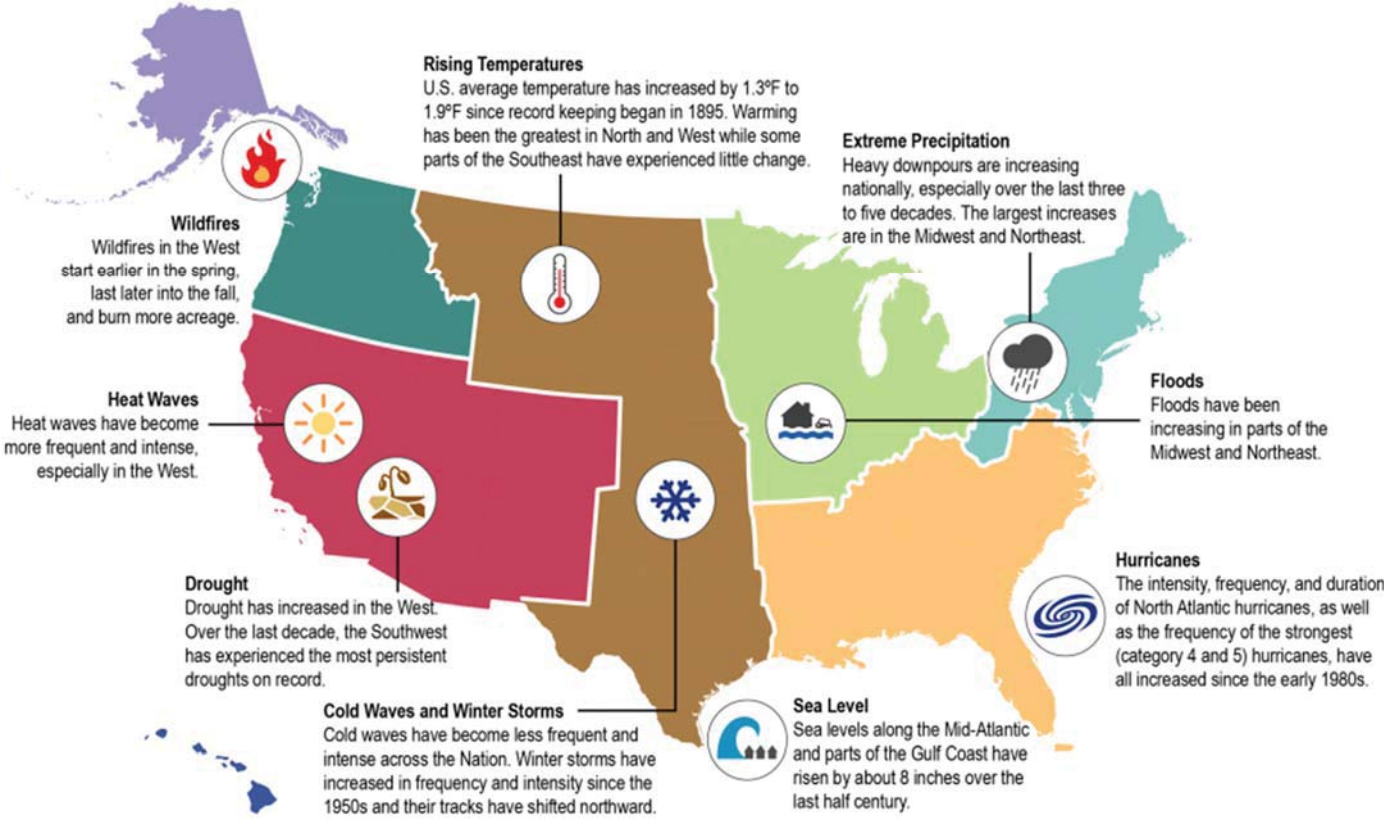 Rising Temperatures
U.S. average temperature has increased by 1.3ºF to
1.9ºF since record keeping began in 1895. Warming
has been the greatest in North and West while some
parts of the Southeast have experienced little change.
Extreme Precipitation
Heavy downpours are increasing
nationally, especially over the last three
to five decades. The largest increases
are in the Midwest and Northeast.
Wildfires
Wildfires in the West
start earlier in the spring,
last later into the fall,
and burn more acreage.
Heat Waves
Heat waves have become
more frequent and intense,
especially in the West.
Floods
Floods have been
increasing in parts of the
Midwest and Northeast.
Drought
Drought has increased in the West.
Over the last decade, the Southwest
has experienced the most persistent
droughts on record.
Hurricanes
The intensity, frequency, and duration
of North Atlantic hurricanes, as well
as the frequency of the strongest
(category 4 and 5) hurricanes, have
all increased since the early 1980s.
Cold Waves and Winter Storms
Cold waves have become less frequent and
intense across the Nation. Winter storms have
increased in frequency and intensity since the
1950s and their tracks have shifted northward.
Sea Level
Sea levels along the Mid-Atlantic
and parts of the Gulf Coast have
risen by about 8 inches over the
last half century.